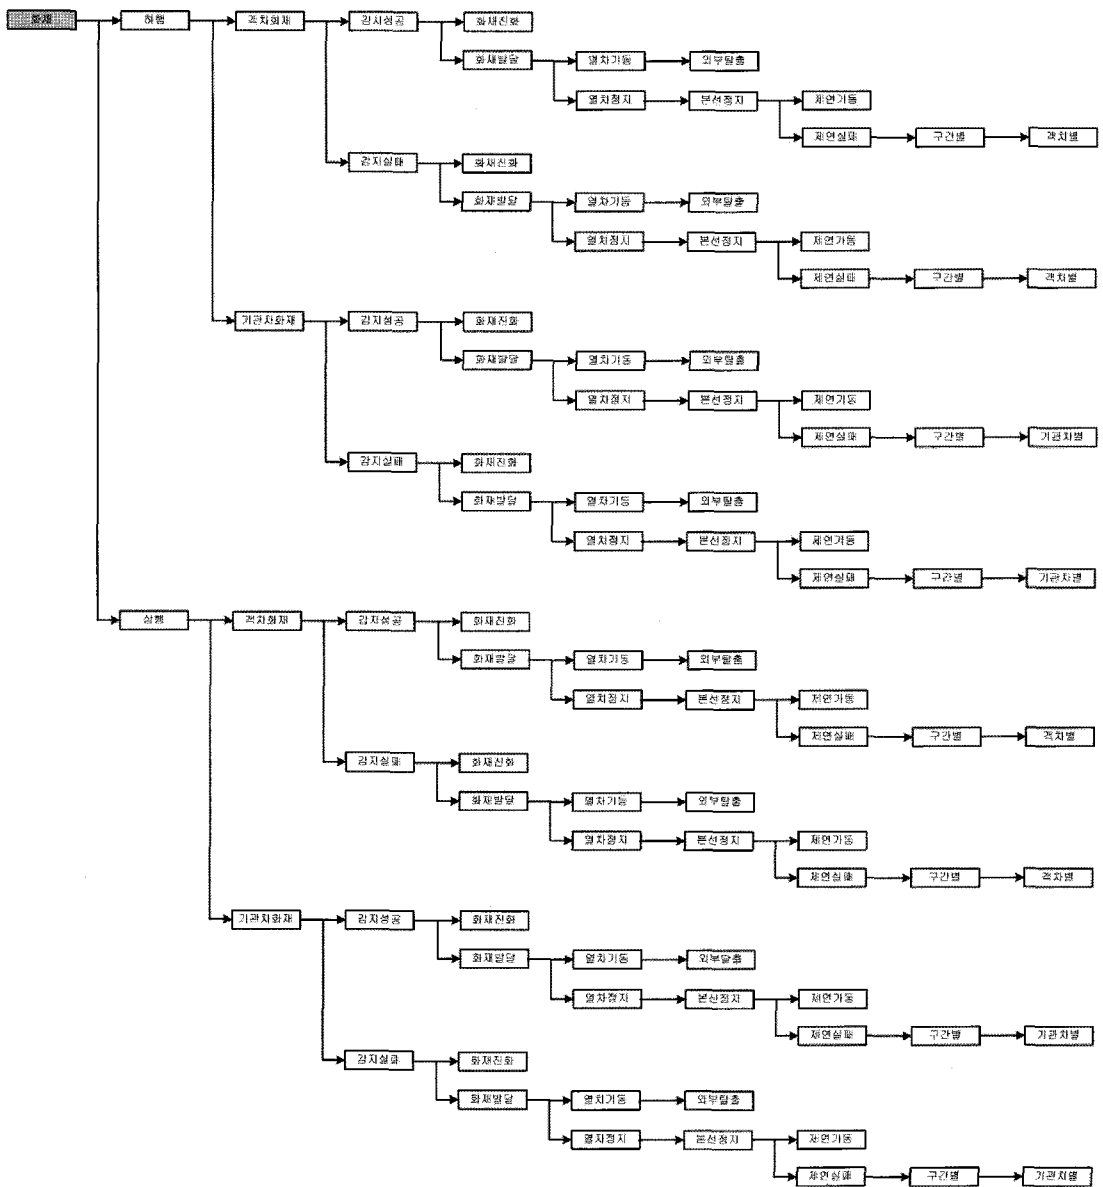 화재 하행 객차화재 감지성공 화재진화
화재발달 열차기동 외부탈출
열차정지 본선정지 제연가동
제연실패 구간별 객차별
감지실패 화재진화
화재발달 열차기동 외부탈출
열차정지 본선정지 제연가동
제연실패 구간별 객차별
기관차화재 감지성공 화재진화
화재발달 열차기동 외부탈출
열차정지 본선정지 제연가동
제연실패 구간별 기관차별
감지실패 화재진화
화재발달 열차기동 외부탈출
열차정지 본선정지 제연가동
제연실패 구간별 기관차별
상행 객차화재 감지성공 화재진화
화재발달 열차기동 외부탈출
열차정지 본선정지 제연가동
제연실패 구간별 객차별
감지실패 화재진화
화재발달 열차기동 외부탈출
열차정지 본선정지 제연가동
제연실패 구간별 객차별
기관차화재 감지성공 화재진화
화재발달 열차기동 외부탈출
열차정지 본선정지 제연가동
제연실패 구간별 기관차별
감지실패 화재진화
화재발달 열차기동 외부탈출
열차정지 본선정지 제연가동
제연실패 구간별 기관차별